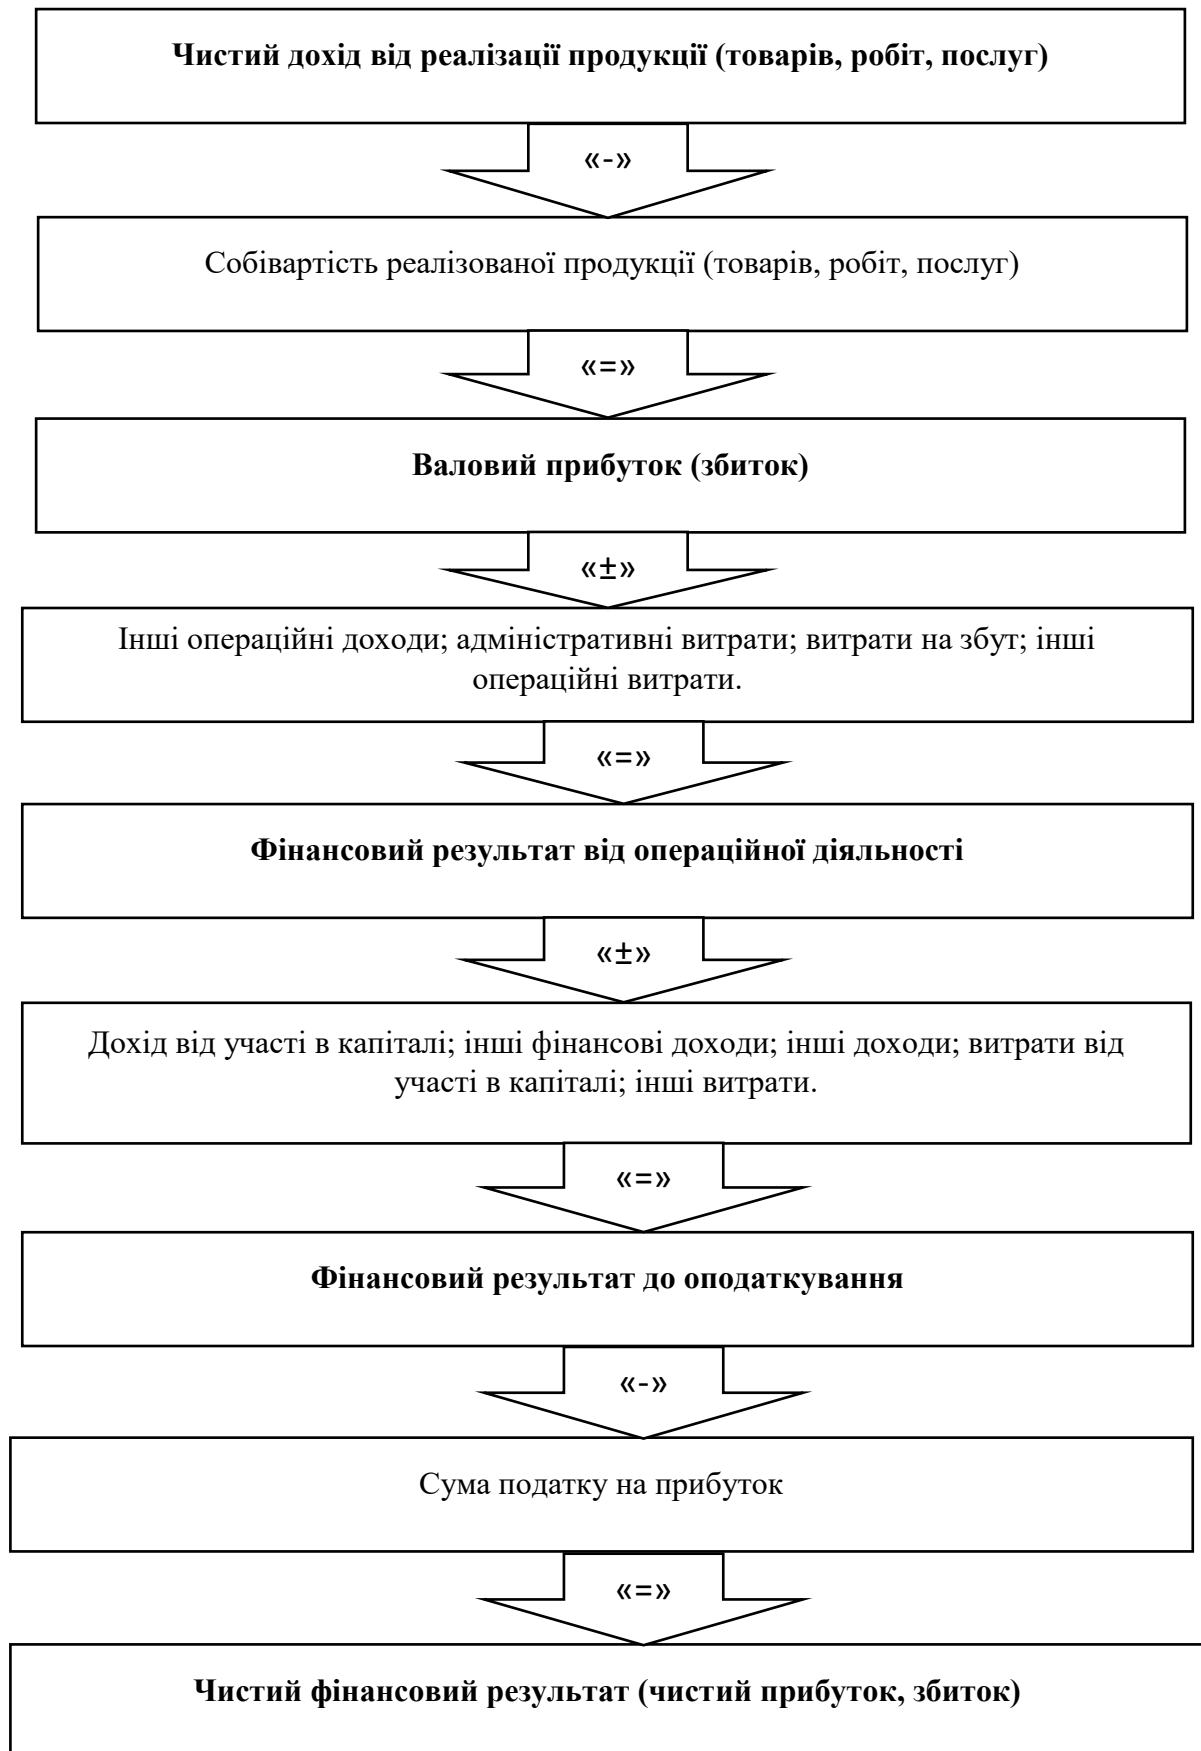 Чистий дохід від реалізації продукції (товарів, робіт, послуг)
«-»
Собівартість реалізованої продукції (товарів, робіт, послуг)
«=»
Валовий прибуток (збиток)
«±»
Інші операційні доходи; адміністративні витрати; витрати на збут; інші
операційні витрати.
«=»
Фінансовий результат від операційної діяльності
«±»
Дохід від участі в капіталі; інші фінансові доходи; інші доходи; витрати від
участі в капіталі; інші витрати.
«=»
Фінансовий результат до оподаткування
«-»
Сума податку на прибуток
«=»
Чистий фінансовий результат (чистий прибуток, збиток)